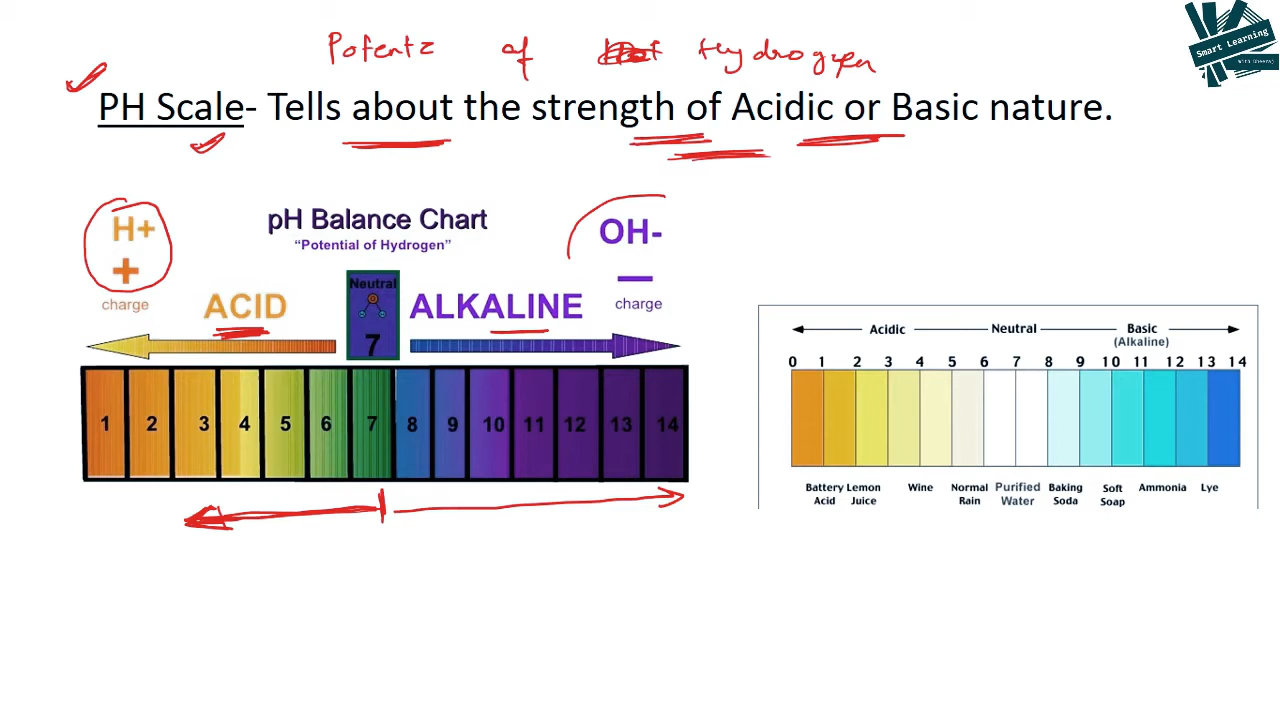 Smart Learning
With Dheeraj
Potentz of Hydrogen
PH Scale- Tells about the strength of Acidic or Basic nature.
H+
+
charge
ACID
pH Balance Chart
"Potential of Hydrogen"
Neutral
7
ALKALINE
OH-
—
charge
1 2 3 4 5 6 7 8 9 10 11 12 13 14
Acidic Neutral Basic
(Alkaline)
0 1 2 3 4 5 6 7 8 9 10 11 12 13 14
Battery Acid
Lemon Juice
Wine
Normal Rain
Purified Water
Baking Soda
Soft Soap
Ammonia
Lye